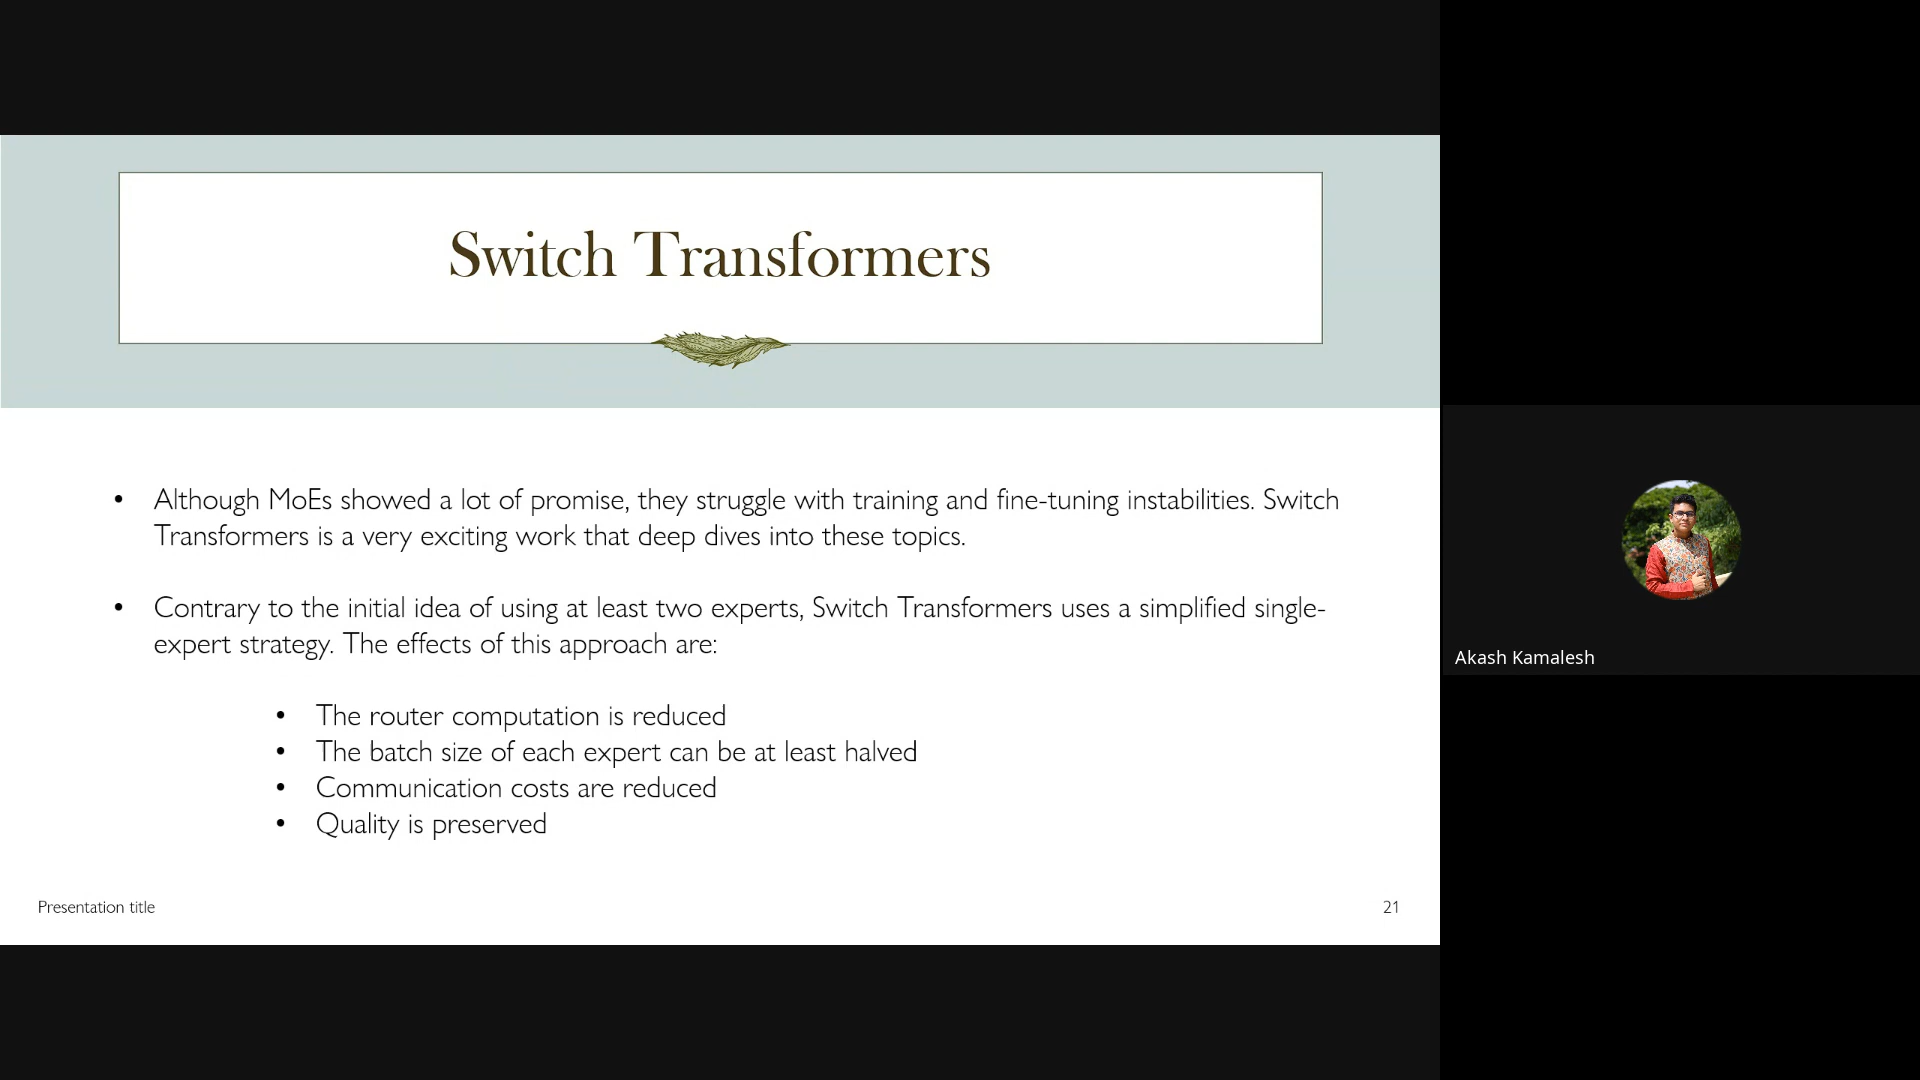 Switch Transformers
• Although MoEs showed a lot of promise, they struggle with training and fine-tuning instabilities. Switch
Transformers is a very exciting work that deep dives into these topics.
• Contrary to the initial idea of using at least two experts, Switch Transformers uses a simplified single-
expert strategy. The effects of this approach are:
• The router computation is reduced
• The batch size of each expert can be at least halved
• Communication costs are reduced
• Quality is preserved
Presentation title
21
Akash Kamalesh